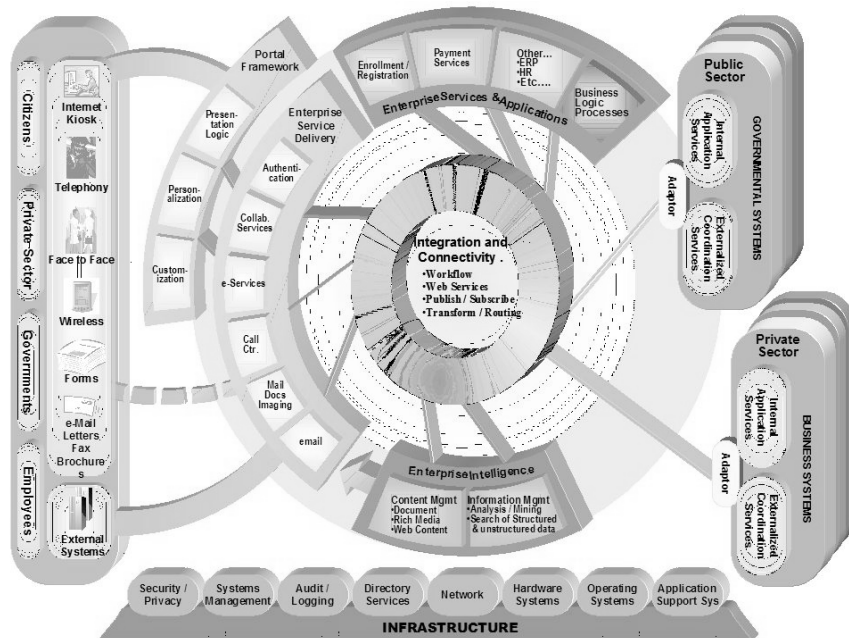 Citizens
Private-Sector
Governments
Employees
Internet
Kiosk
Telephony
Face to Face
Wireless
Forms
e-Mail
Letters
Fax
Brochure
s
External
Systems
Portal
Framework
Presen-
tation
Logic
Person-
alization
Custom-
ization
Enterprise
Service
Delivery
Authenti-
cation
Collab.
Services
e-Services
Call
Ctr.
Mail
Docs
Imaging
email
Enrollment /
Registration
Payment
Services
Other...
•ERP
•HR
•Etc.....
Business
Logic
Processes
Enterprise Services & Applications
Integration and
Connectivity .
•Workflow
•Web Services
•Publish / Subscribe
•Transform / Routing
Enterprise Intelligence
Content Mgmt
•Document
•Rich Media
•Web Content
Information Mgmt
•Analysis / Mining
•Search of Structured
& unstructured data
Public
Sector
Internal
Application
Services
Externalized
Coordination
Services
GOVERNMENTAL SYSTEMS
Adaptor
Private
Sector
Internal
Application
Services
Externalized
Coordination
Services
BUSINESS SYSTEMS
Adaptor
Security /
Privacy
Systems
Management
Audit /
Logging
Directory
Services
Network
Hardware
Systems
Operating
Systems
Application
Support Sys
INFRASTRUCTURE